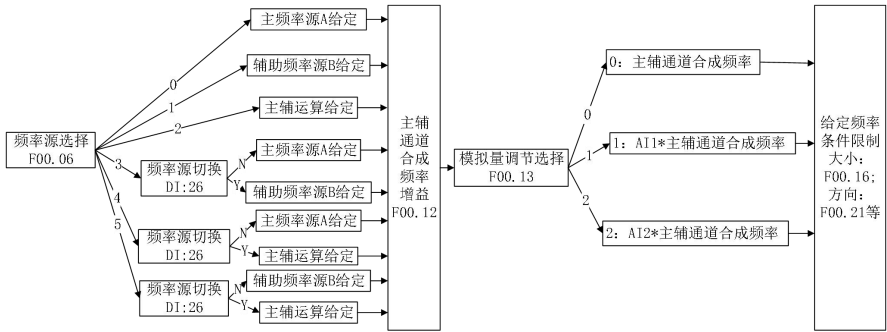 频率源选择
F00.06
0
1
2
3
4
5
主频率源A给定
辅助频率源B给定
主辅运算给定
频率源切换
DI:26
N
主频率源A给定
Y
辅助频率源B给定
频率源切换
DI:26
N
主频率源A给定
Y
主辅运算给定
频率源切换
DI:26
N
辅助频率源B给定
Y
主辅运算给定
主辅
通道
合成
频率
增益
F00.12
模拟量调节选择
F00.13
0
1
2
0: 主辅通道合成频率
1: AI1*主辅通道合成频率
2: AI2*主辅通道合成频率
给定频率
条件限制
大小:
F00.16;
方向:
F00.21等